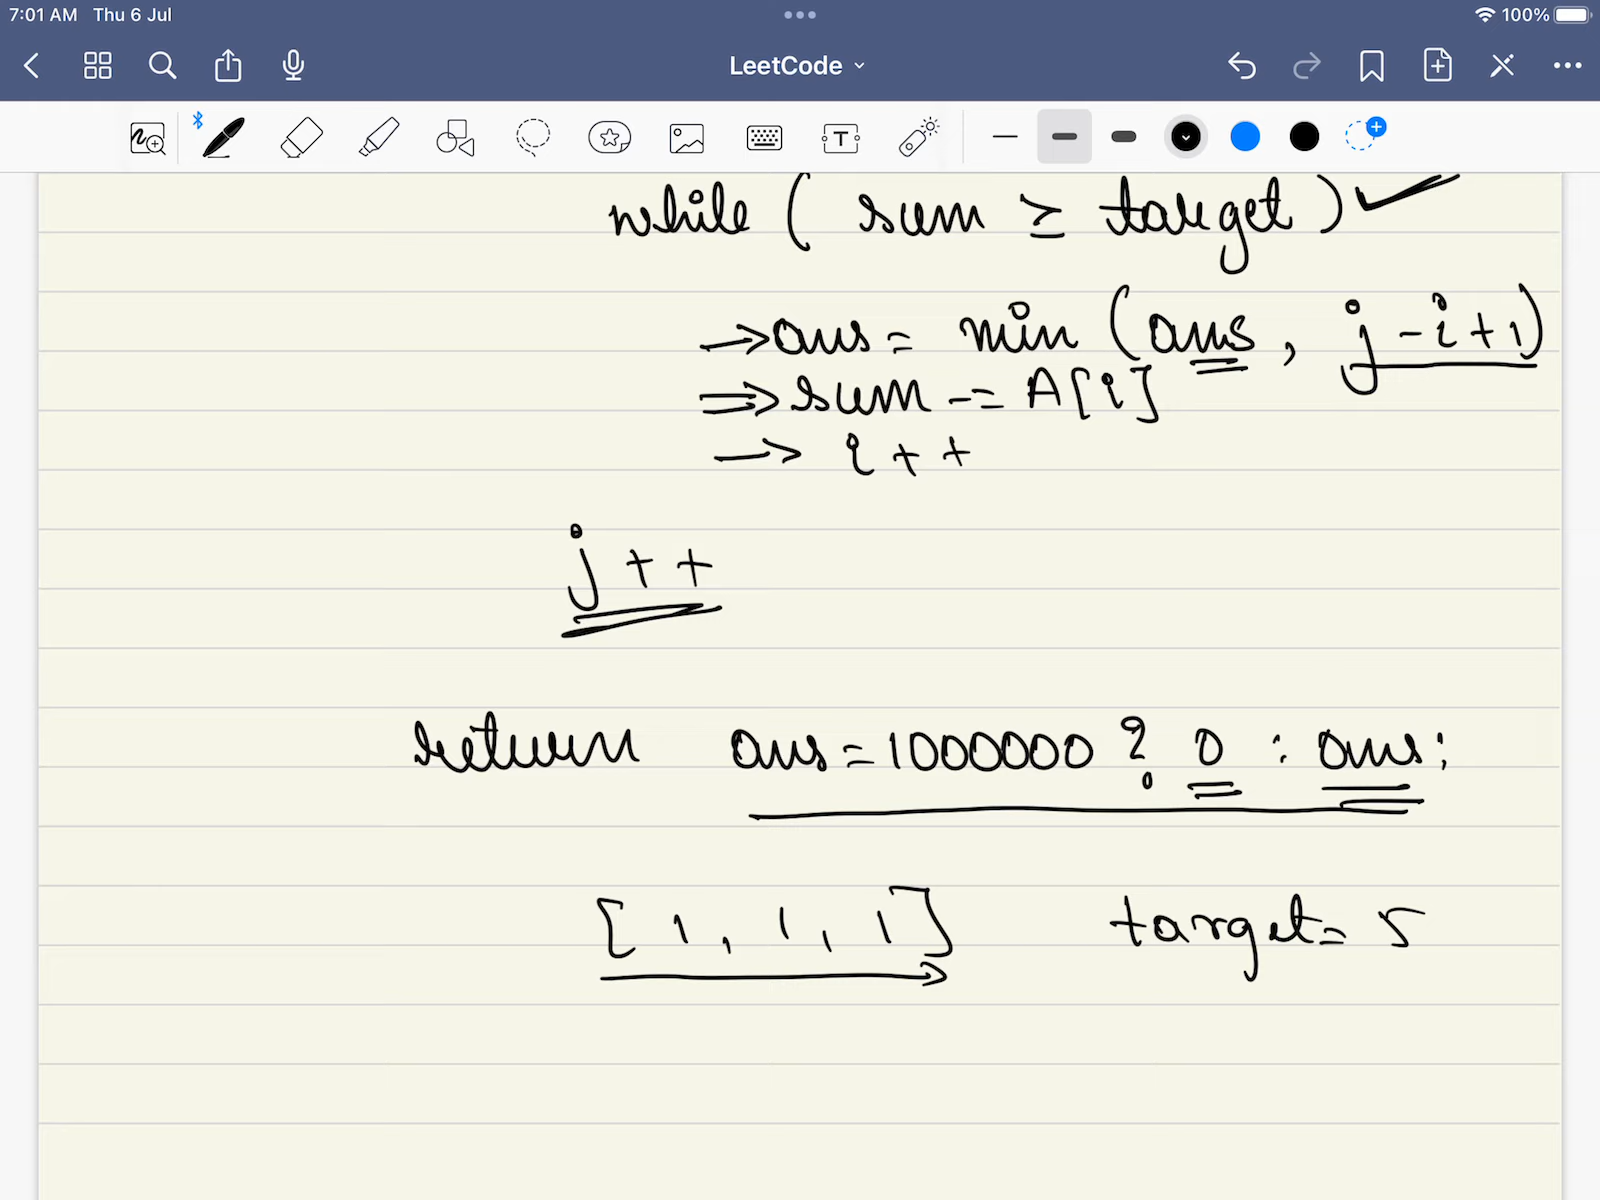 7:01 AM Thu 6 Jul
100%
LeetCode
T
while ( sum ≥ target )
→ ans = min ( ans , j - i + 1 )
⇒ sum -= A[i]
→ i + +
j + +
return ans = 1000000 ? 0 : ans ;
[ 1 , 1 , 1 ] target = 5